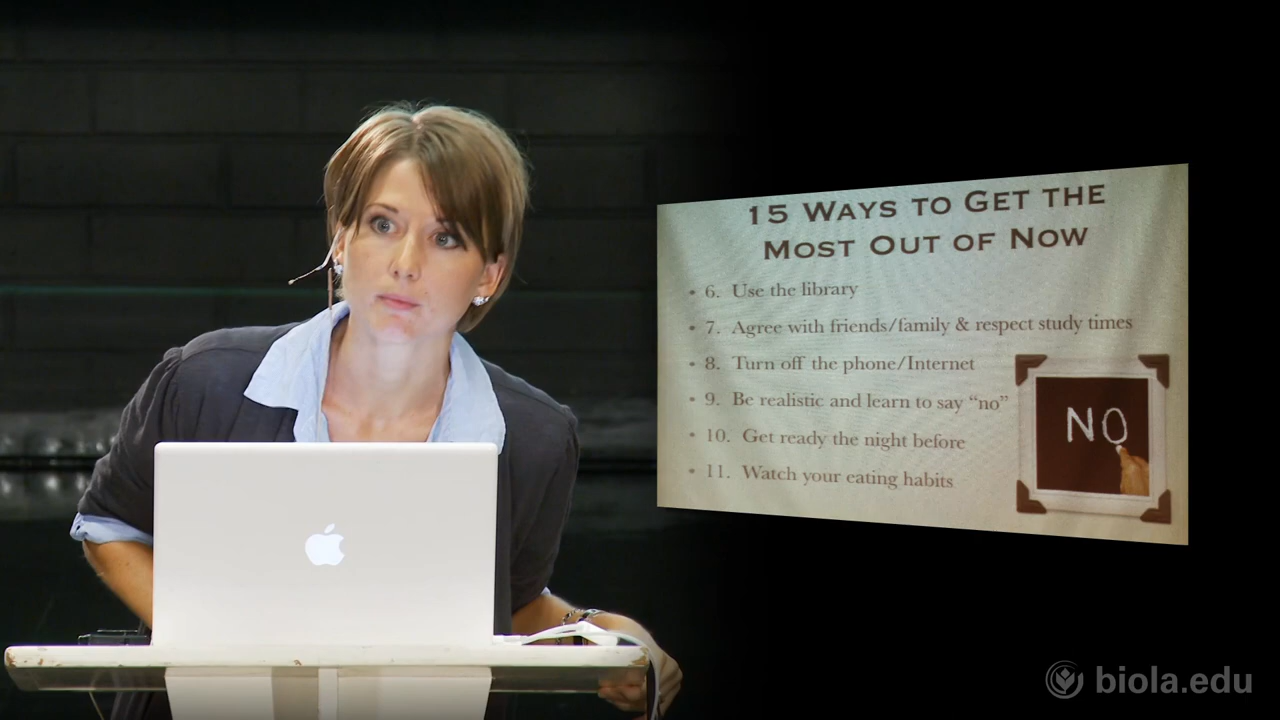 15 Ways to Get the
Most Out of Now
• 6. Use the library
• 7. Agree with friends/family & respect study times
• 8. Turn off the phone/Internet
• 9. Be realistic and learn to say “no”
• 10. Get ready the night before
• 11. Watch your eating habits
NO
biola.edu